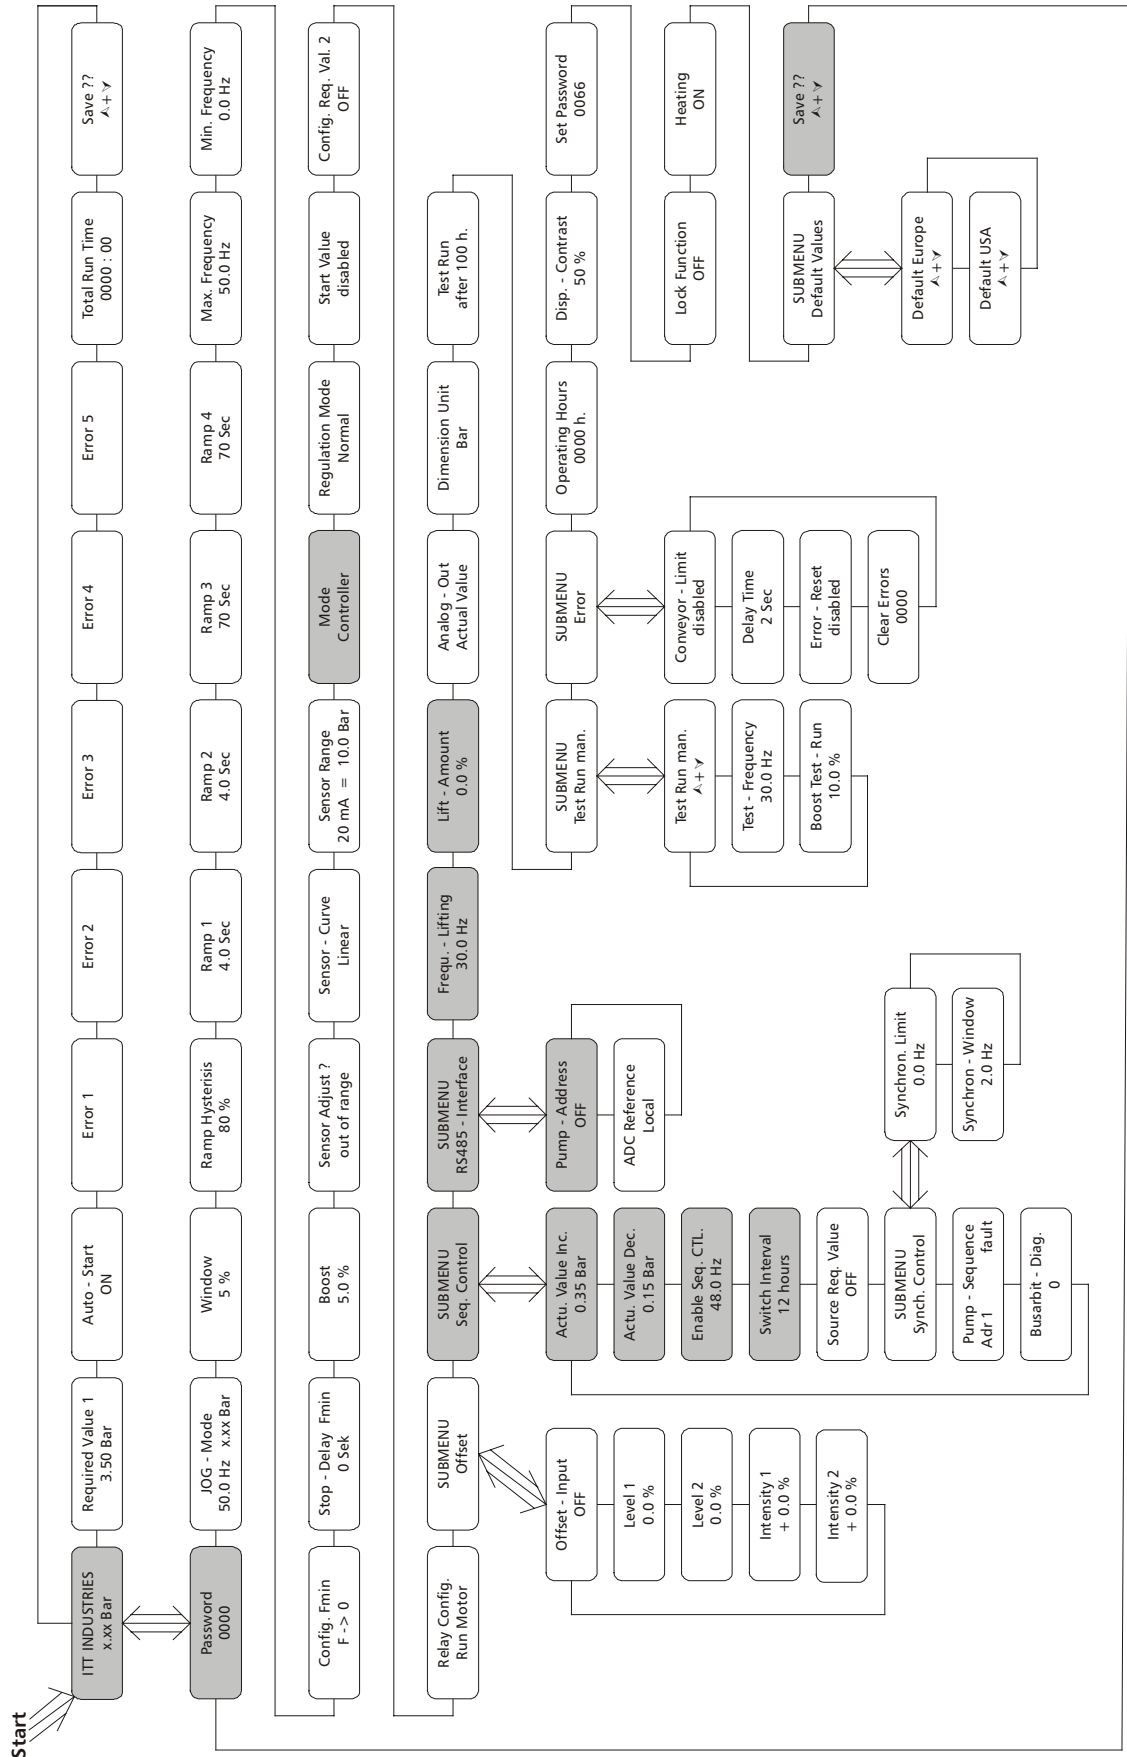 Start
ITT INDUSTRIES
x.xx Bar
Required Value 1
3.50 Bar
Auto - Start
ON
Error 1
Error 2
Error 3
Error 4
Error 5
Total Run Time
0000 : 00
Save ??
⮝+⮟
Password
0000
JOG - Mode
50.0 Hz x.xx Bar
Window
5 %
Ramp Hysterisis
80 %
Ramp 1
4.0 Sec
Ramp 2
4.0 Sec
Ramp 3
70 Sec
Ramp 4
70 Sec
Max. Frequency
50.0 Hz
Min. Frequency
0.0 Hz
Config. Fmin
F -> 0
Stop - Delay Fmin
0 Sek
Boost
5.0 %
Sensor Adjust ?
out of range
Sensor - Curve
Linear
Sensor Range
20 mA = 10.0 Bar
Mode
Controller
Regulation Mode
Normal
Start Value
disabled
Config. Req. Val. 2
OFF
Relay Config.
Run Motor
SUBMENU
Offset
SUBMENU
Seq. Control
SUBMENU
RS485 - Interface
Frequ. - Lifting
30.0 Hz
Lift - Amount
0.0 %
Analog - Out
Actual Value
Dimension Unit
Bar
Test Run
after 100 h.
Offset - Input
OFF
Level 1
0.0 %
Level 2
0.0 %
Intensity 1
+ 0.0 %
Intensity 2
+ 0.0 %
Actu. Value Inc.
0.35 Bar
Actu. Value Dec.
0.15 Bar
Enable Seq. CTL.
48.0 Hz
Switch Interval
12 hours
Source Req. Value
OFF
SUBMENU
Synch. Control
Pump - Sequence
Adr 1 fault
Busarbit - Diag.
0
Synchron. Limit
0.0 Hz
Synchron - Window
2.0 Hz
Pump - Address
OFF
ADC Reference
Local
SUBMENU
Test Run man.
Test Run man.
⮝+⮟
Test - Frequency
30.0 Hz
Boost Test - Run
10.0 %
SUBMENU
Error
Conveyor - Limit
disabled
Delay Time
2 Sec
Error - Reset
disabled
Clear Errors
0000
Operating Hours
0000 h.
Disp. - Contrast
50 %
Set Password
0066
Lock Function
OFF
Heating
ON
SUBMENU
Default Values
Default Europe
⮝+⮟
Default USA
⮝+⮟
Save ??
⮝+⮟